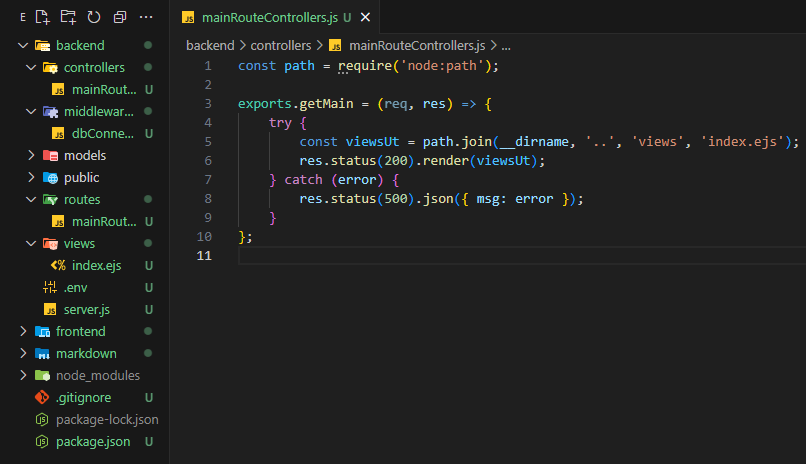 E
mainRouteControllers.js U
backend
controllers
mainRout... U
middlewar...
dbConne... U
models
public
routes
mainRout... U
views
index.ejs U
.env U
server.js U
frontend
markdown
node_modules
.gitignore U
package-lock.json
package.json U
backend > controllers > mainRouteControllers.js > ...
1 const path = require('node:path');
2
3 exports.getMain = (req, res) => {
4 try {
5 const viewsUt = path.join(__dirname, '..', 'views', 'index.ejs');
6 res.status(200).render(viewsUt);
7 } catch (error) {
8 res.status(500).json({ msg: error });
9 }
10 };
11